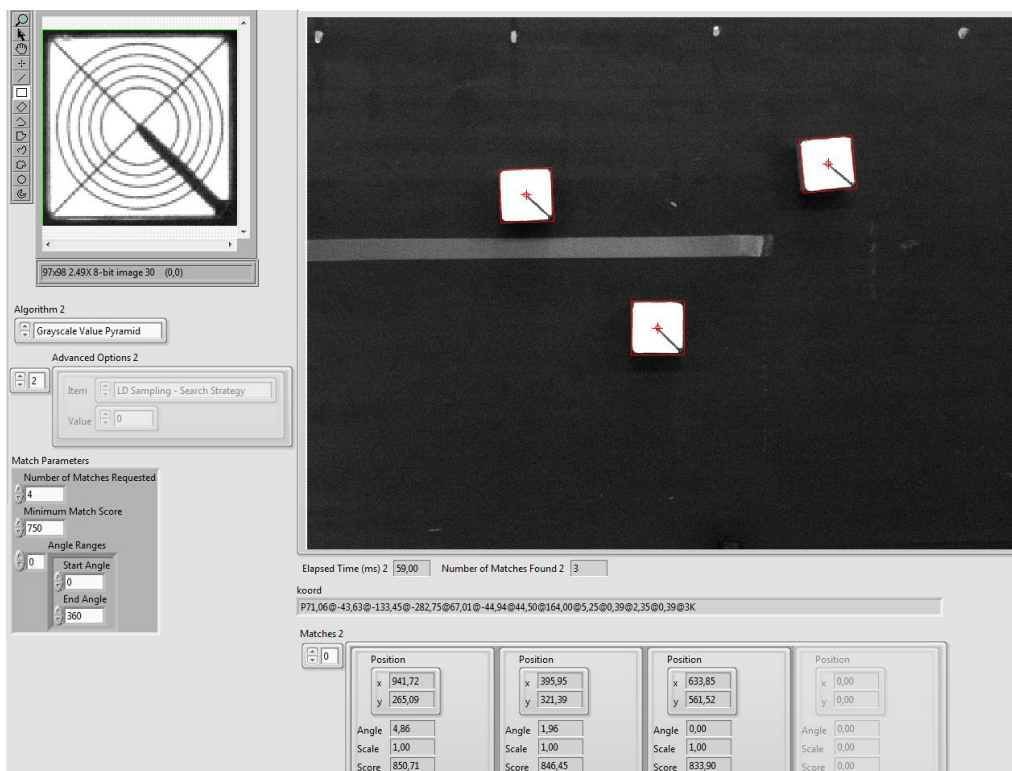 97x98 2.49X 8-bit image 30 (0,0)
Algorithm 2
Grayscale Value Pyramid
Advanced Options 2
2
Item LD Sampling - Search Strategy
Value 0
Match Parameters
Number of Matches Requested
4
Minimum Match Score
750
Angle Ranges
0
Start Angle
0
End Angle
360
Elapsed Time (ms) 2 59,00 Number of Matches Found 2 3
koord
P71,06@-43,63@-133,45@-282,75@67,01@-44,94@44,50@164,00@5,25@0,39@2,35@0,39@3K
Matches 2
0
Position Position Position Position
x 941,72 x 395,95 x 633,85 x 0,00
y 265,09 y 321,39 y 561,52 y 0,00
Angle 4,86 Angle 1,96 Angle 0,00 Angle 0,00
Scale 1,00 Scale 1,00 Scale 1,00 Scale 0,00
Score 850,71 Score 846,45 Score 833,90 Score 0,00